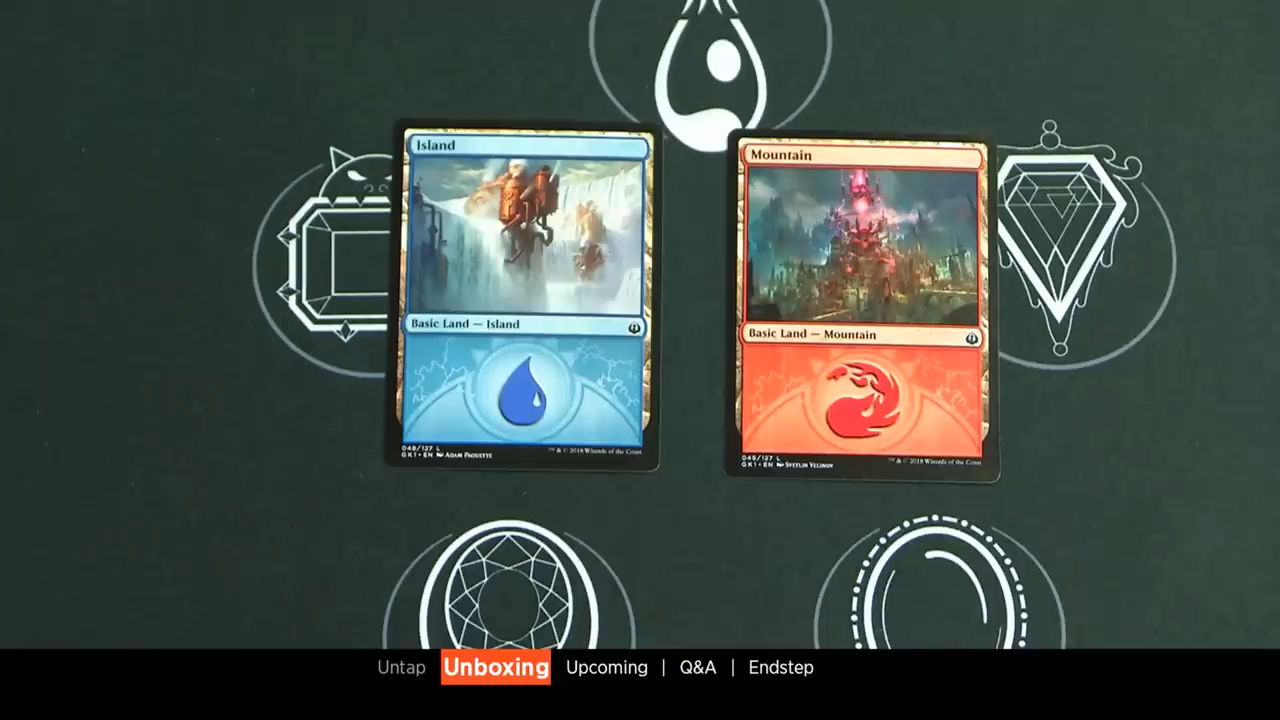 Island
Basic Land — Island
048/127 L
GK1 • EN ADAM PAQUETTE
™ & © 2018 Wizards of the Coast
Mountain
Basic Land — Mountain
049/127 L
GK1 • EN SVETLIN VELINOV
™ & © 2018 Wizards of the Coast
Untap Unboxing Upcoming | Q&A | Endstep